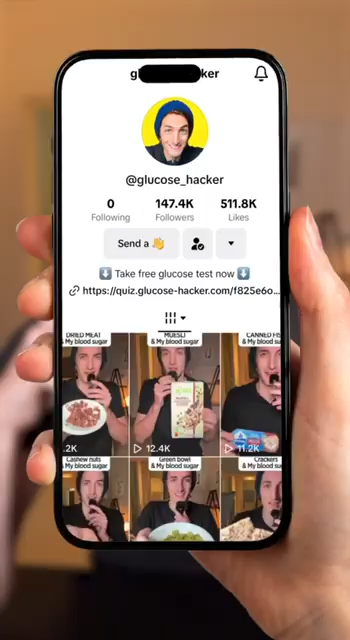 @glucose_hacker
0 147.4K 511.8K
Following Followers Likes
Send a 👋
⬇️ Take free glucose test now ⬇️
https://quiz.glucose-hacker.com/f825e6o...
DRIED MEAT
& My blood sugar
MUESLI
& My blood sugar
CANNED FIS
& My blood sugar
.2K
12.4K
11.2K
Cashew nuts
& My blood sugar
Green bowl
& My blood sugar
Crackers
& My blood sugar